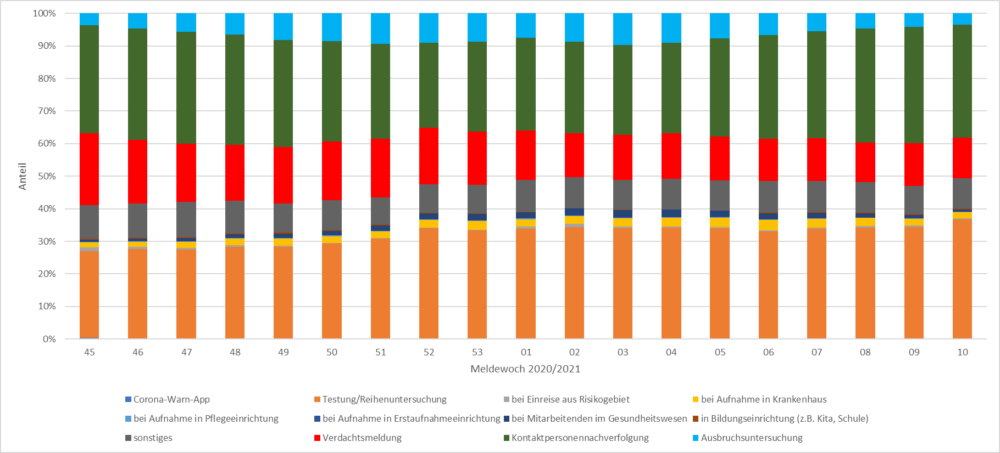 100%
90%
80%
70%
60%
50%
40%
30%
20%
10%
0%
Anteil
45 46 47 48 49 50 51 52 53 01 02 03 04 05 06 07 08 09 10
Meldewoch 2020/2021
Corona-Warn-App Testung/Reihenuntersuchung bei Einreise aus Risikogebiet bei Aufnahme in Krankenhaus
bei Aufnahme in Pflegeeinrichtung bei Aufnahme in Erstaufnahmeeinrichtung bei Mitarbeitenden im Gesundheitswesen in Bildungseinrichtung (z.B. Kita, Schule)
sonstiges Verdachtsmeldung Kontaktpersonennachverfolgung Ausbruchsuntersuchung